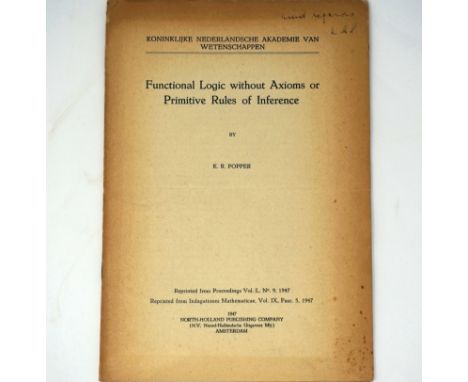 kind regards
KONINKLIJKE NEDERLANDSCHE AKADEMIE VAN
WETENSCHAPPEN
Functional Logic without Axioms or
Primitive Rules of Inference
BY
K. R. POPPER
Reprinted from Proceedings Vol. L, Nº. 9, 1947
Reprinted from Indagationes Mathematicae, Vol. IX, Fasc. 5, 1947
1947
NORTH-HOLLAND PUBLISHING COMPANY
(N.V. Noord-Hollandsche Uitgevers Mij.)
AMSTERDAM